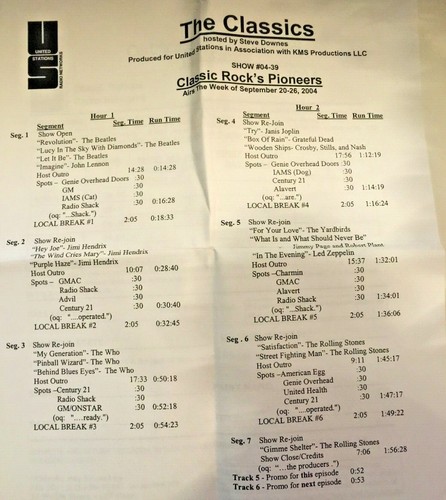 UNITED
STATIONS
RADIO NETWORKS
The Classics
hosted by Steve Downes
Produced for United Stations in Association with KMS Productions LLC
SHOW #04-39
Classic Rock's Pioneers
Airs The Week of September 20-26, 2004
Hour 1
Segment Seg. Time Run Time
Seg. 1 Show Open
"Revolution"- The Beatles
"Lucy In The Sky With Diamonds"- The Beatles
"Let It Be"- The Beatles
"Imagine"- John Lennon
Host Outro 14:28 0:14:28
Spots – Genie Overhead Doors :30
GM :30
IAMS (Cat) :30
Radio Shack :30 0:16:28
(oq: "...Shack.")
LOCAL BREAK #1 2:05 0:18:33
Seg. 2 Show Re-join
"Hey Joe"- Jimi Hendrix
"The Wind Cries Mary"- Jimi Hendrix
"Purple Haze"- Jimi Hendrix
Host Outro 10:07 0:28:40
Spots – GMAC :30
Radio Shack :30
Advil :30
Century 21 :30 0:30:40
(oq: "....operated.")
LOCAL BREAK #2 2:05 0:32:45
Seg. 3 Show Re-join
"My Generation"- The Who
"Pinball Wizard"- The Who
"Behind Blue Eyes"- The Who
Host Outro 17:33 0:50:18
Spots –Century 21 :30
Radio Shack :30
GM/ONSTAR :30 0:52:18
(oq: "....ready.")
LOCAL BREAK #3 2:05 0:54:23
Hour 2
Segment Seg. Time Run Time
Seg. 4 Show Re-Join
"Try"- Janis Joplin
"Box Of Rain"- Grateful Dead
"Wooden Ships- Crosby, Stills, and Nash
Host Outro 17:56 1:12:19
Spots – Genie Overhead Doors :30
IAMS (Dog) :30
Century 21 :30
Alavert :30 1:14:19
(oq: "...are.")
LOCAL BREAK #4 2:05 1:16:24
Seg. 5 Show Re-join
"For Your Love"- The Yardbirds
"What Is and What Should Never Be"
Jimmy Page and Robert Plant
"In The Evening"- Led Zeppelin
Host Outro 15:37 1:32:01
Spots –Charmin :30
GMAC :30
Alavert :30
Radio Shack :30 1:34:01
(oq: "...Shack.")
LOCAL BREAK #5 2:05 1:36:06
Seg. 6 Show Re-join
"Satisfaction"- The Rolling Stones
"Street Fighting Man"- The Rolling Stones
Host Outro 9:11 1:45:17
Spots –American Egg :30
Genie Overhead :30
United Health :30
Century 21 :30 1:47:17
(oq: "....operated.")
LOCAL BREAK #6 2:05 1:49:22
Seg. 7 Show Re-join
"Gimme Shelter"- The Rolling Stones
Show Close/Credits 7:06 1:56:28
(oq: "....the producers .")
Track 5 - Promo for this episode 0:52
Track 6 - Promo for next episode 0:53